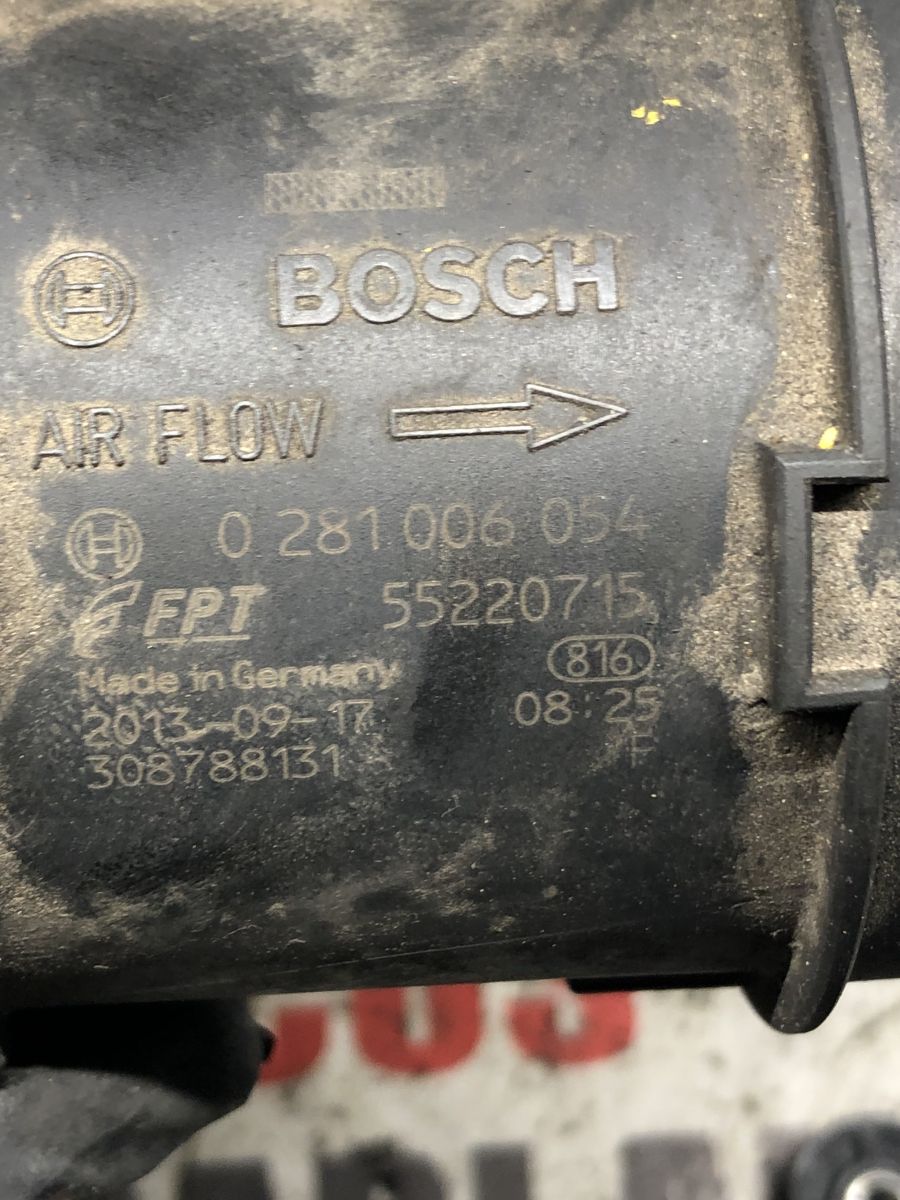 BOSCH
AIR FLOW
0 281 006 054
FPT 55220715
Made in Germany 816
2013-09-17 08:25
308788131 F